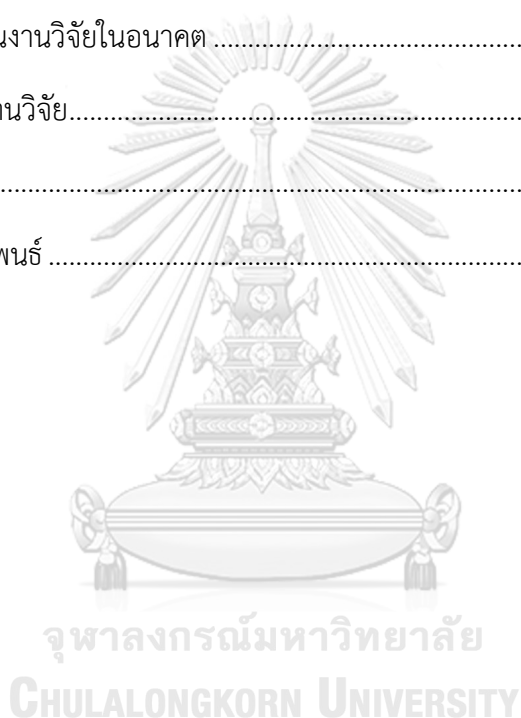 นงานวิจัยในอนาคต ........................................
านวิจัย.............................................................
.......................................................................
พนธ์ ................................................................
จุฬาลงกรณ์มหาวิทยาลัย
CHULALONGKORN UNIVERSITY